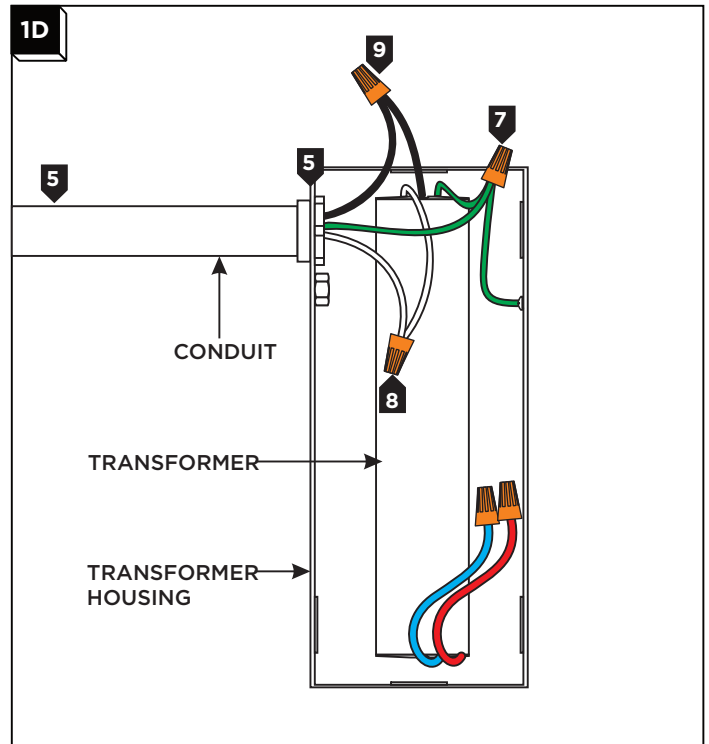 1D
9
7
5
5
CONDUIT
8
TRANSFORMER
TRANSFORMER
HOUSING